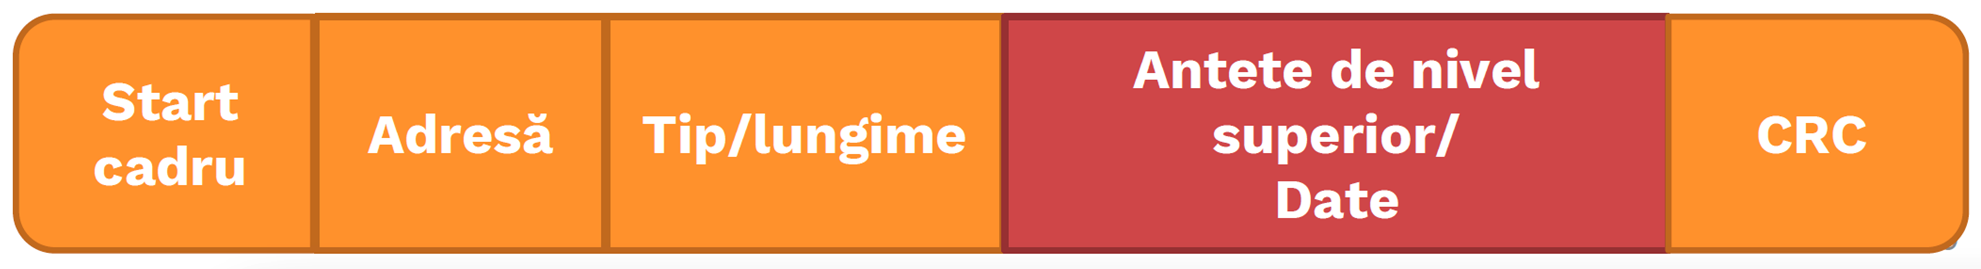 Start
cadru
Adresă
Tip/lungime
Antete de nivel
superior/
Date
CRC